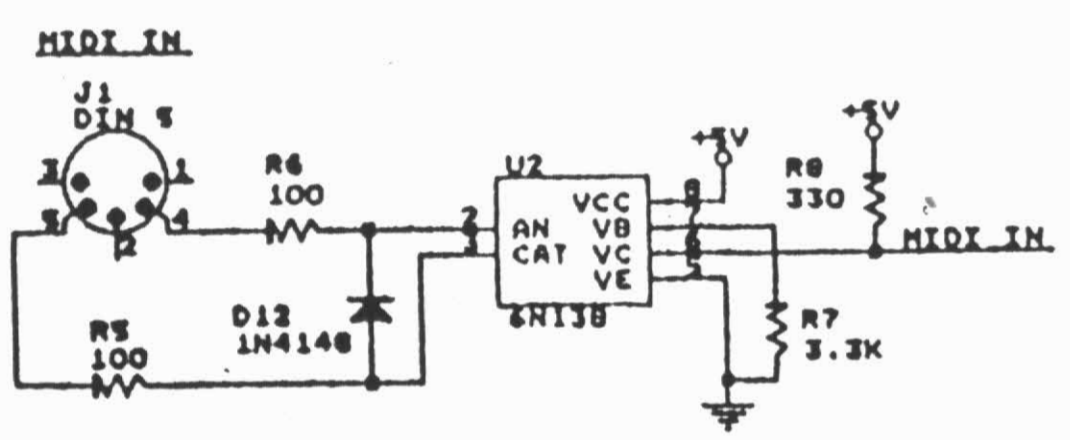 MIDI IN
J1
DIN 5
3
1
5
4
2
R6
100
R5
100
D12
1N4148
U2
2
3
AN
CAT
VCC
VB
VC
VE
6N138
8
6
+5V
+5V
R8
330
MIDI IN
R7
3.3K